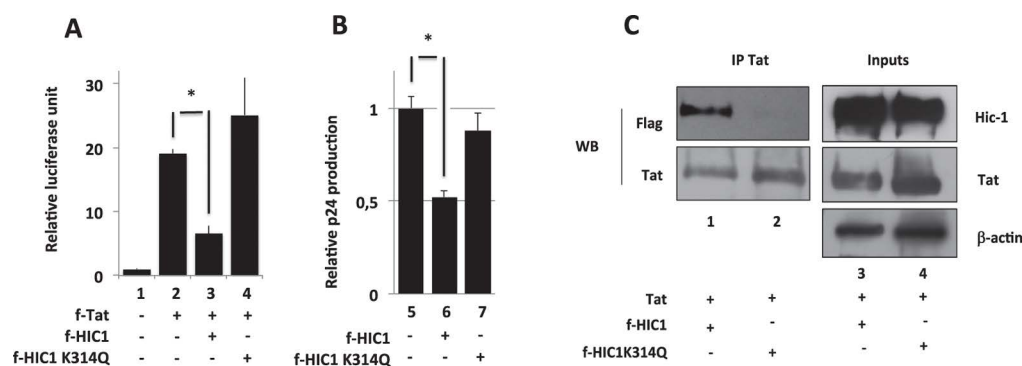 A
Relative luciferase unit
30
20
10
0
*
1 2 3 4
f-Tat - + + +
f-HIC1 - - + -
f-HIC1 K314Q - - - +
B
Relative p24 production
1
0,5
0
*
5 6 7
f-HIC1 - + -
f-HIC1 K314Q - - +
C
IP Tat Inputs
WB
Flag Hic-1
Tat Tat
1 2 β-actin
3 4
Tat + + + +
f-HIC1 + - + -
f-HIC1K314Q - + - +